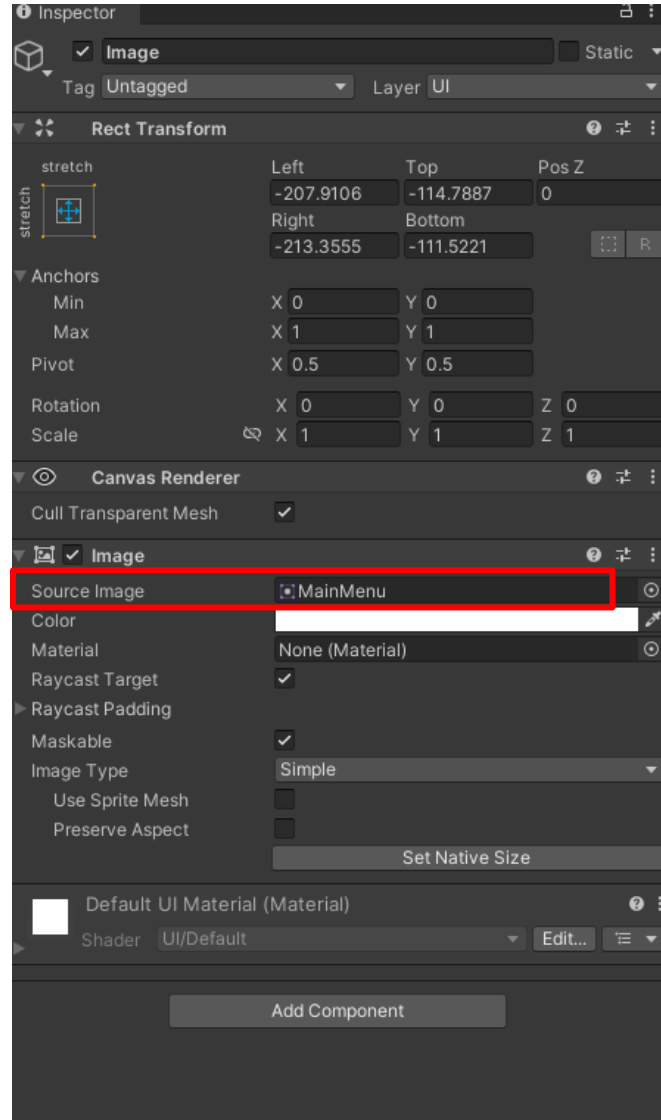 Inspector
Image
Static
Tag Untagged Layer UI
Rect Transform
stretch Left Top Pos Z
stretch
-207.9106 -114.7887 0
Right Bottom
-213.3555 -111.5221 R
Anchors
Min X 0 Y 0
Max X 1 Y 1
Pivot X 0.5 Y 0.5
Rotation X 0 Y 0 Z 0
Scale X 1 Y 1 Z 1
Canvas Renderer
Cull Transparent Mesh
Image
Source Image MainMenu
Color
Material None (Material)
Raycast Target
Raycast Padding
Maskable
Image Type Simple
Use Sprite Mesh
Preserve Aspect
Set Native Size
Default UI Material (Material)
Shader UI/Default Edit...
Add Component